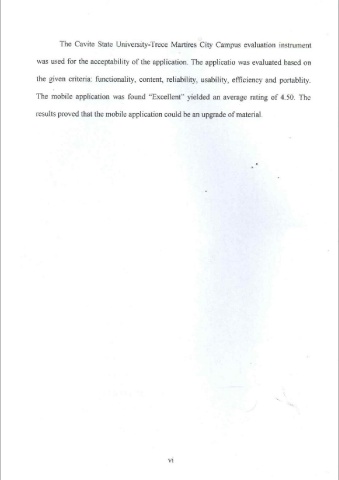 The Cavite State University-Trece Martires City Campus evaluation instrument
was used for the acceptability of the application. The applicatio was evaluated based on
the given criteria: functionality, content, reliability, usability, efficiency and portablity.
The mobile application was found "Excellent" yielded an average rating of 4.50. The
results proved that the mobile application could be an upgrade of material.
vi